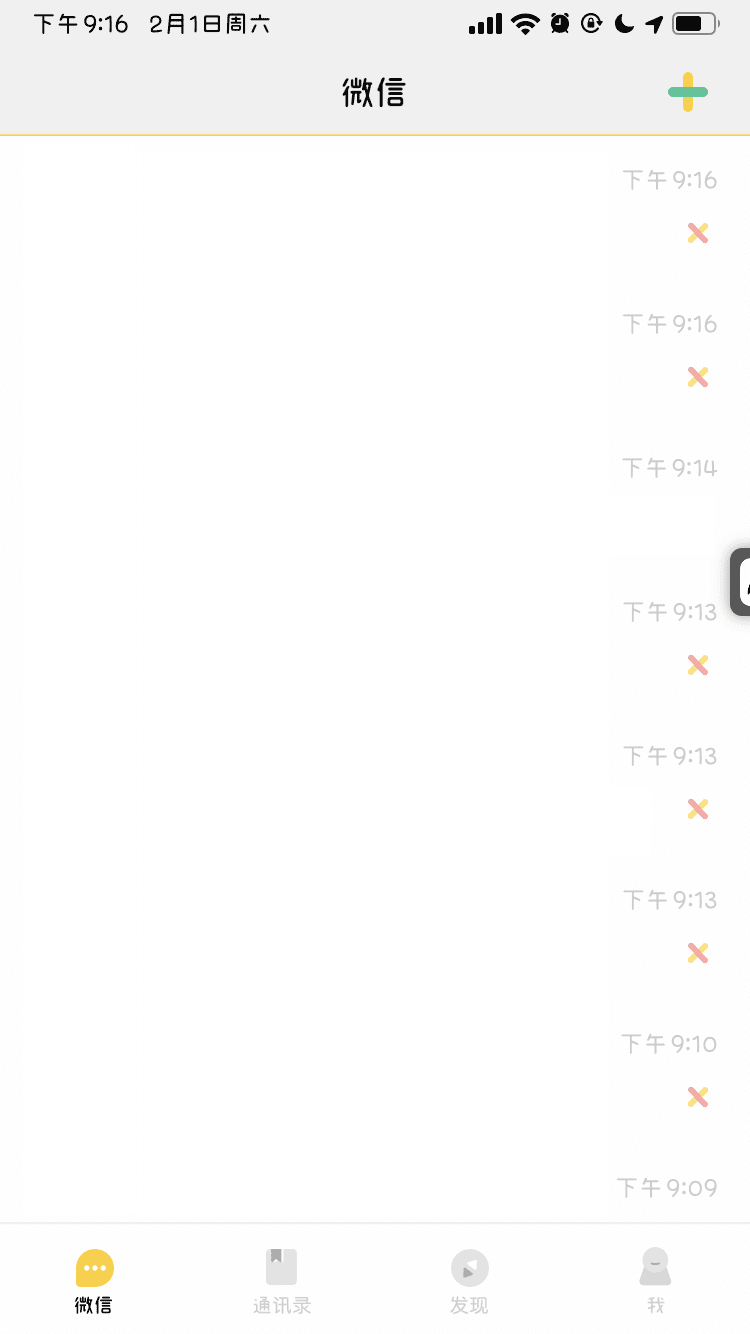 下午 9:16 2月1日周六
微信
下午 9:16
下午 9:16
下午 9:14
下午 9:13
下午 9:13
下午 9:13
下午 9:10
下午 9:09
微信 通讯录 发现 我